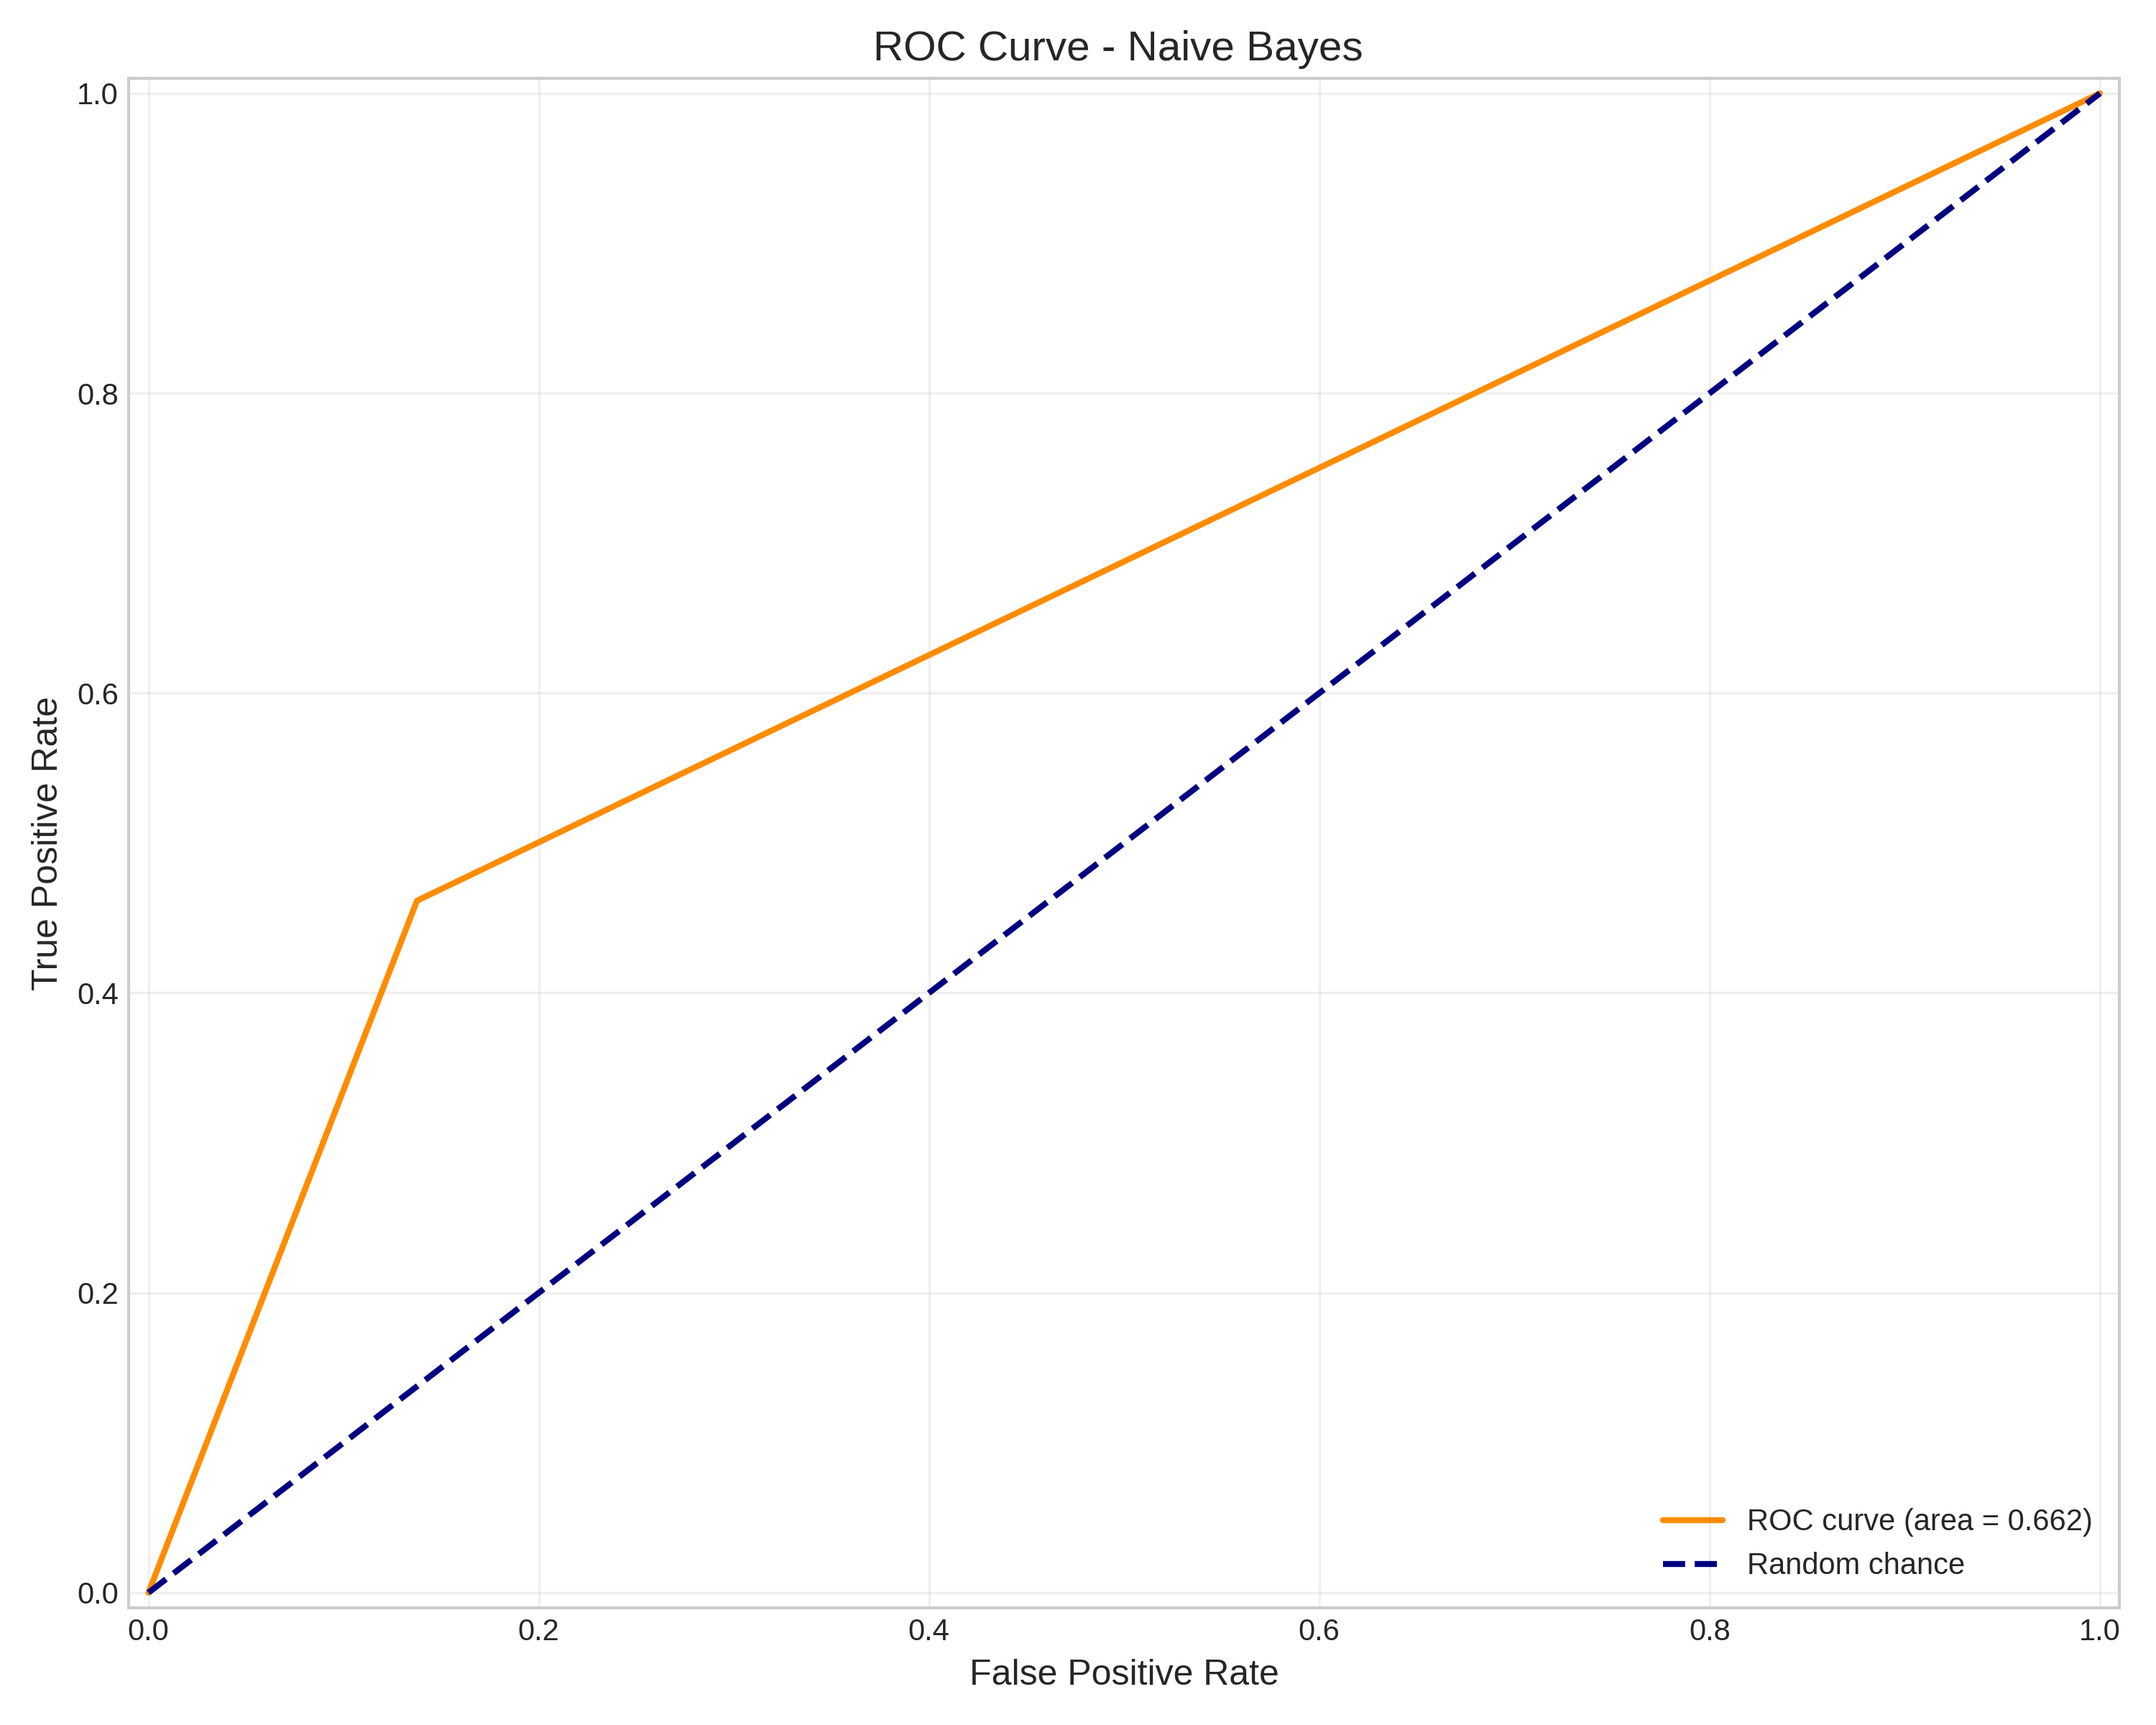 ROC Curve - Naive Bayes
1.0
0.8
0.6
0.4
0.2
0.0
True Positive Rate
ROC curve (area = 0.662)
Random chance
0.0 0.2 0.4 0.6 0.8 1.0
False Positive Rate